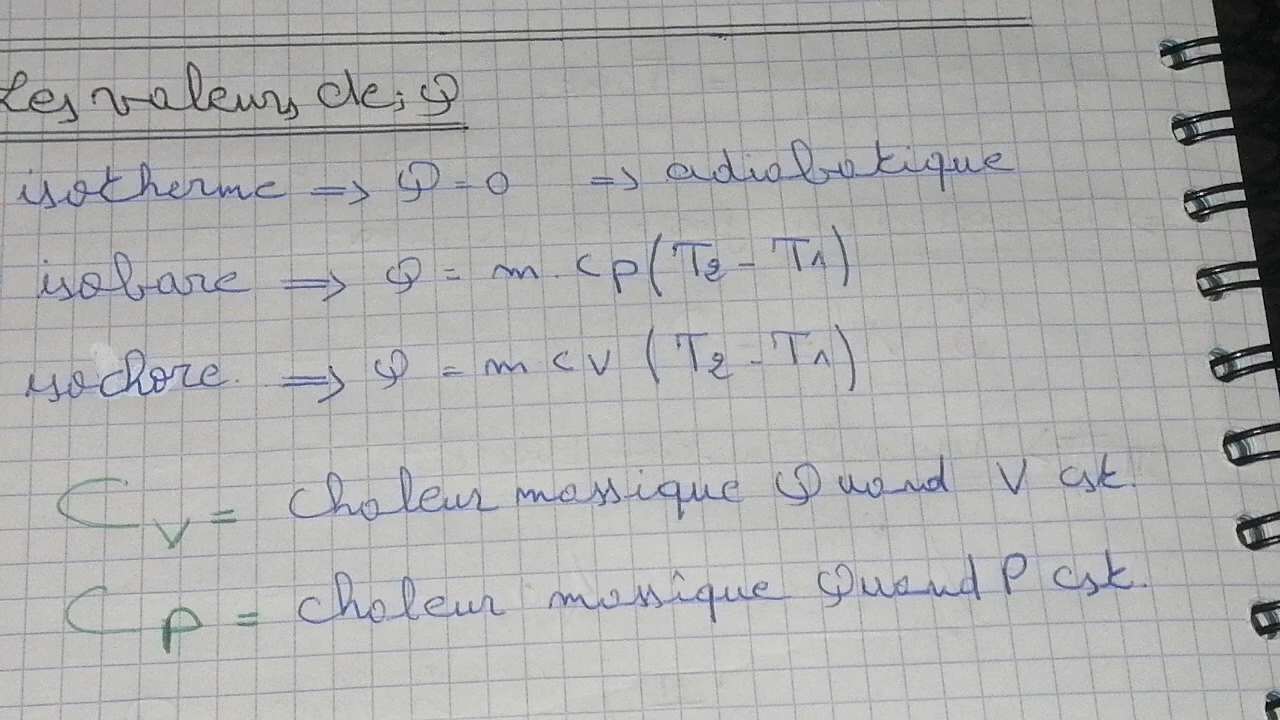 Les valeurs de; Q
isotherme => Q = 0 => adiabatique
isobare => Q = m. cp (T2 - T1)
isochore. => Q = m cv (T2 - T1)
Cv = chaleur massique Quand V cst.
Cp = chaleur massique Quand P cst.